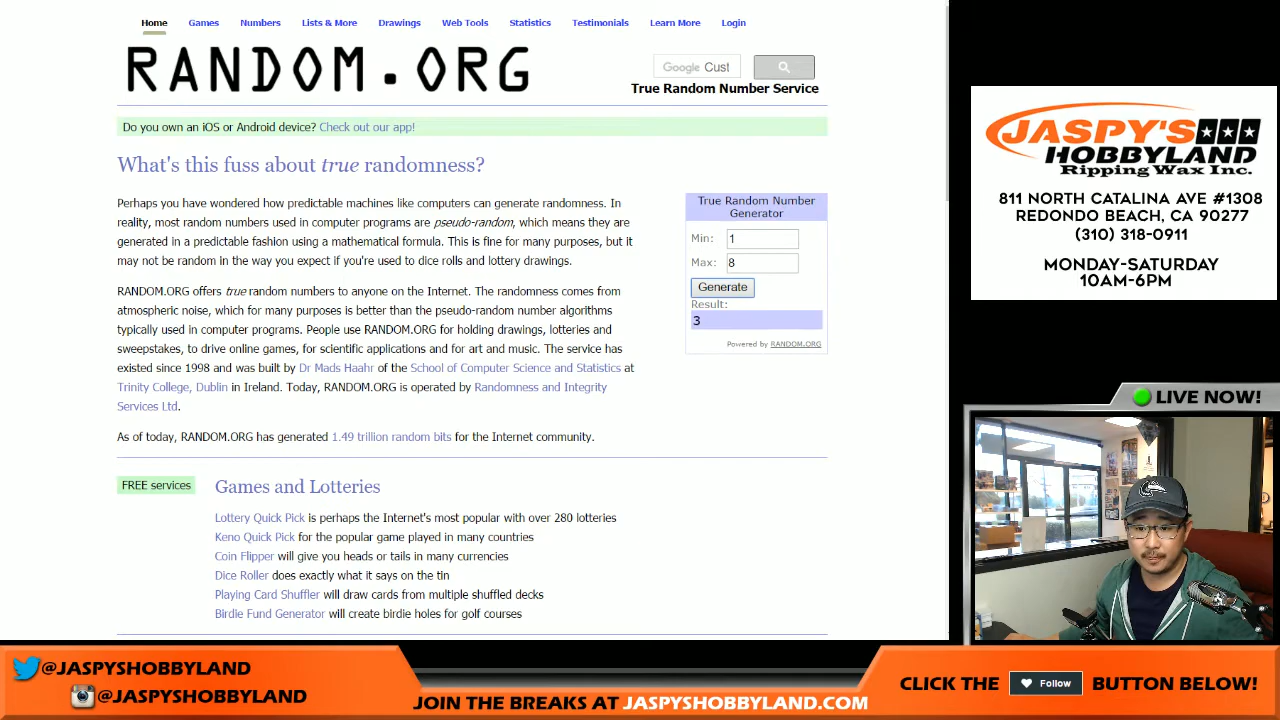 Home Games Numbers Lists & More Drawings Web Tools Statistics Testimonials Learn More Login
RANDOM.ORG
Google Cust
True Random Number Service
Do you own an iOS or Android device? Check out our app!
What's this fuss about true randomness?
Perhaps you have wondered how predictable machines like computers can generate randomness. In
reality, most random numbers used in computer programs are pseudo-random, which means they are
generated in a predictable fashion using a mathematical formula. This is fine for many purposes, but it
may not be random in the way you expect if you're used to dice rolls and lottery drawings.
RANDOM.ORG offers true random numbers to anyone on the Internet. The randomness comes from
atmospheric noise, which for many purposes is better than the pseudo-random number algorithms
typically used in computer programs. People use RANDOM.ORG for holding drawings, lotteries and
sweepstakes, to drive online games, for scientific applications and for art and music. The service has
existed since 1998 and was built by Dr Mads Haahr of the School of Computer Science and Statistics at
Trinity College, Dublin in Ireland. Today, RANDOM.ORG is operated by Randomness and Integrity
Services Ltd.
As of today, RANDOM.ORG has generated 1.49 trillion random bits for the Internet community.
True Random Number
Generator
Min: 1
Max: 8
Generate
Result:
3
Powered by RANDOM.ORG
FREE services
Games and Lotteries
Lottery Quick Pick is perhaps the Internet's most popular with over 280 lotteries
Keno Quick Pick for the popular game played in many countries
Coin Flipper will give you heads or tails in many currencies
Dice Roller does exactly what it says on the tin
Playing Card Shuffler will draw cards from multiple shuffled decks
Birdie Fund Generator will create birdie holes for golf courses
JASPY'S
HOBBYLAND
Ripping Wax Inc.
811 NORTH CATALINA AVE #1308
REDONDO BEACH, CA 90277
(310) 318-0911
MONDAY-SATURDAY
10AM-6PM
LIVE NOW!
@JASPYSHOBBYLAND
@JASPYSHOBBYLAND
JOIN THE BREAKS AT JASPYSHOBBYLAND.COM
CLICK THE Follow BUTTON BELOW!